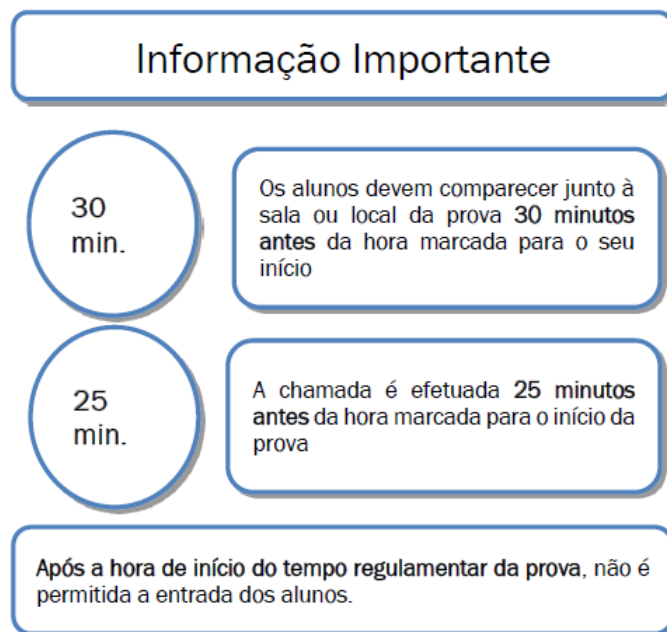 Informação Importante
30
min.
Os alunos devem comparecer junto à
sala ou local da prova 30 minutos
antes da hora marcada para o seu
início
25
min.
A chamada é efetuada 25 minutos
antes da hora marcada para o início da
prova
Após a hora de início do tempo regulamentar da prova, não é
permitida a entrada dos alunos.